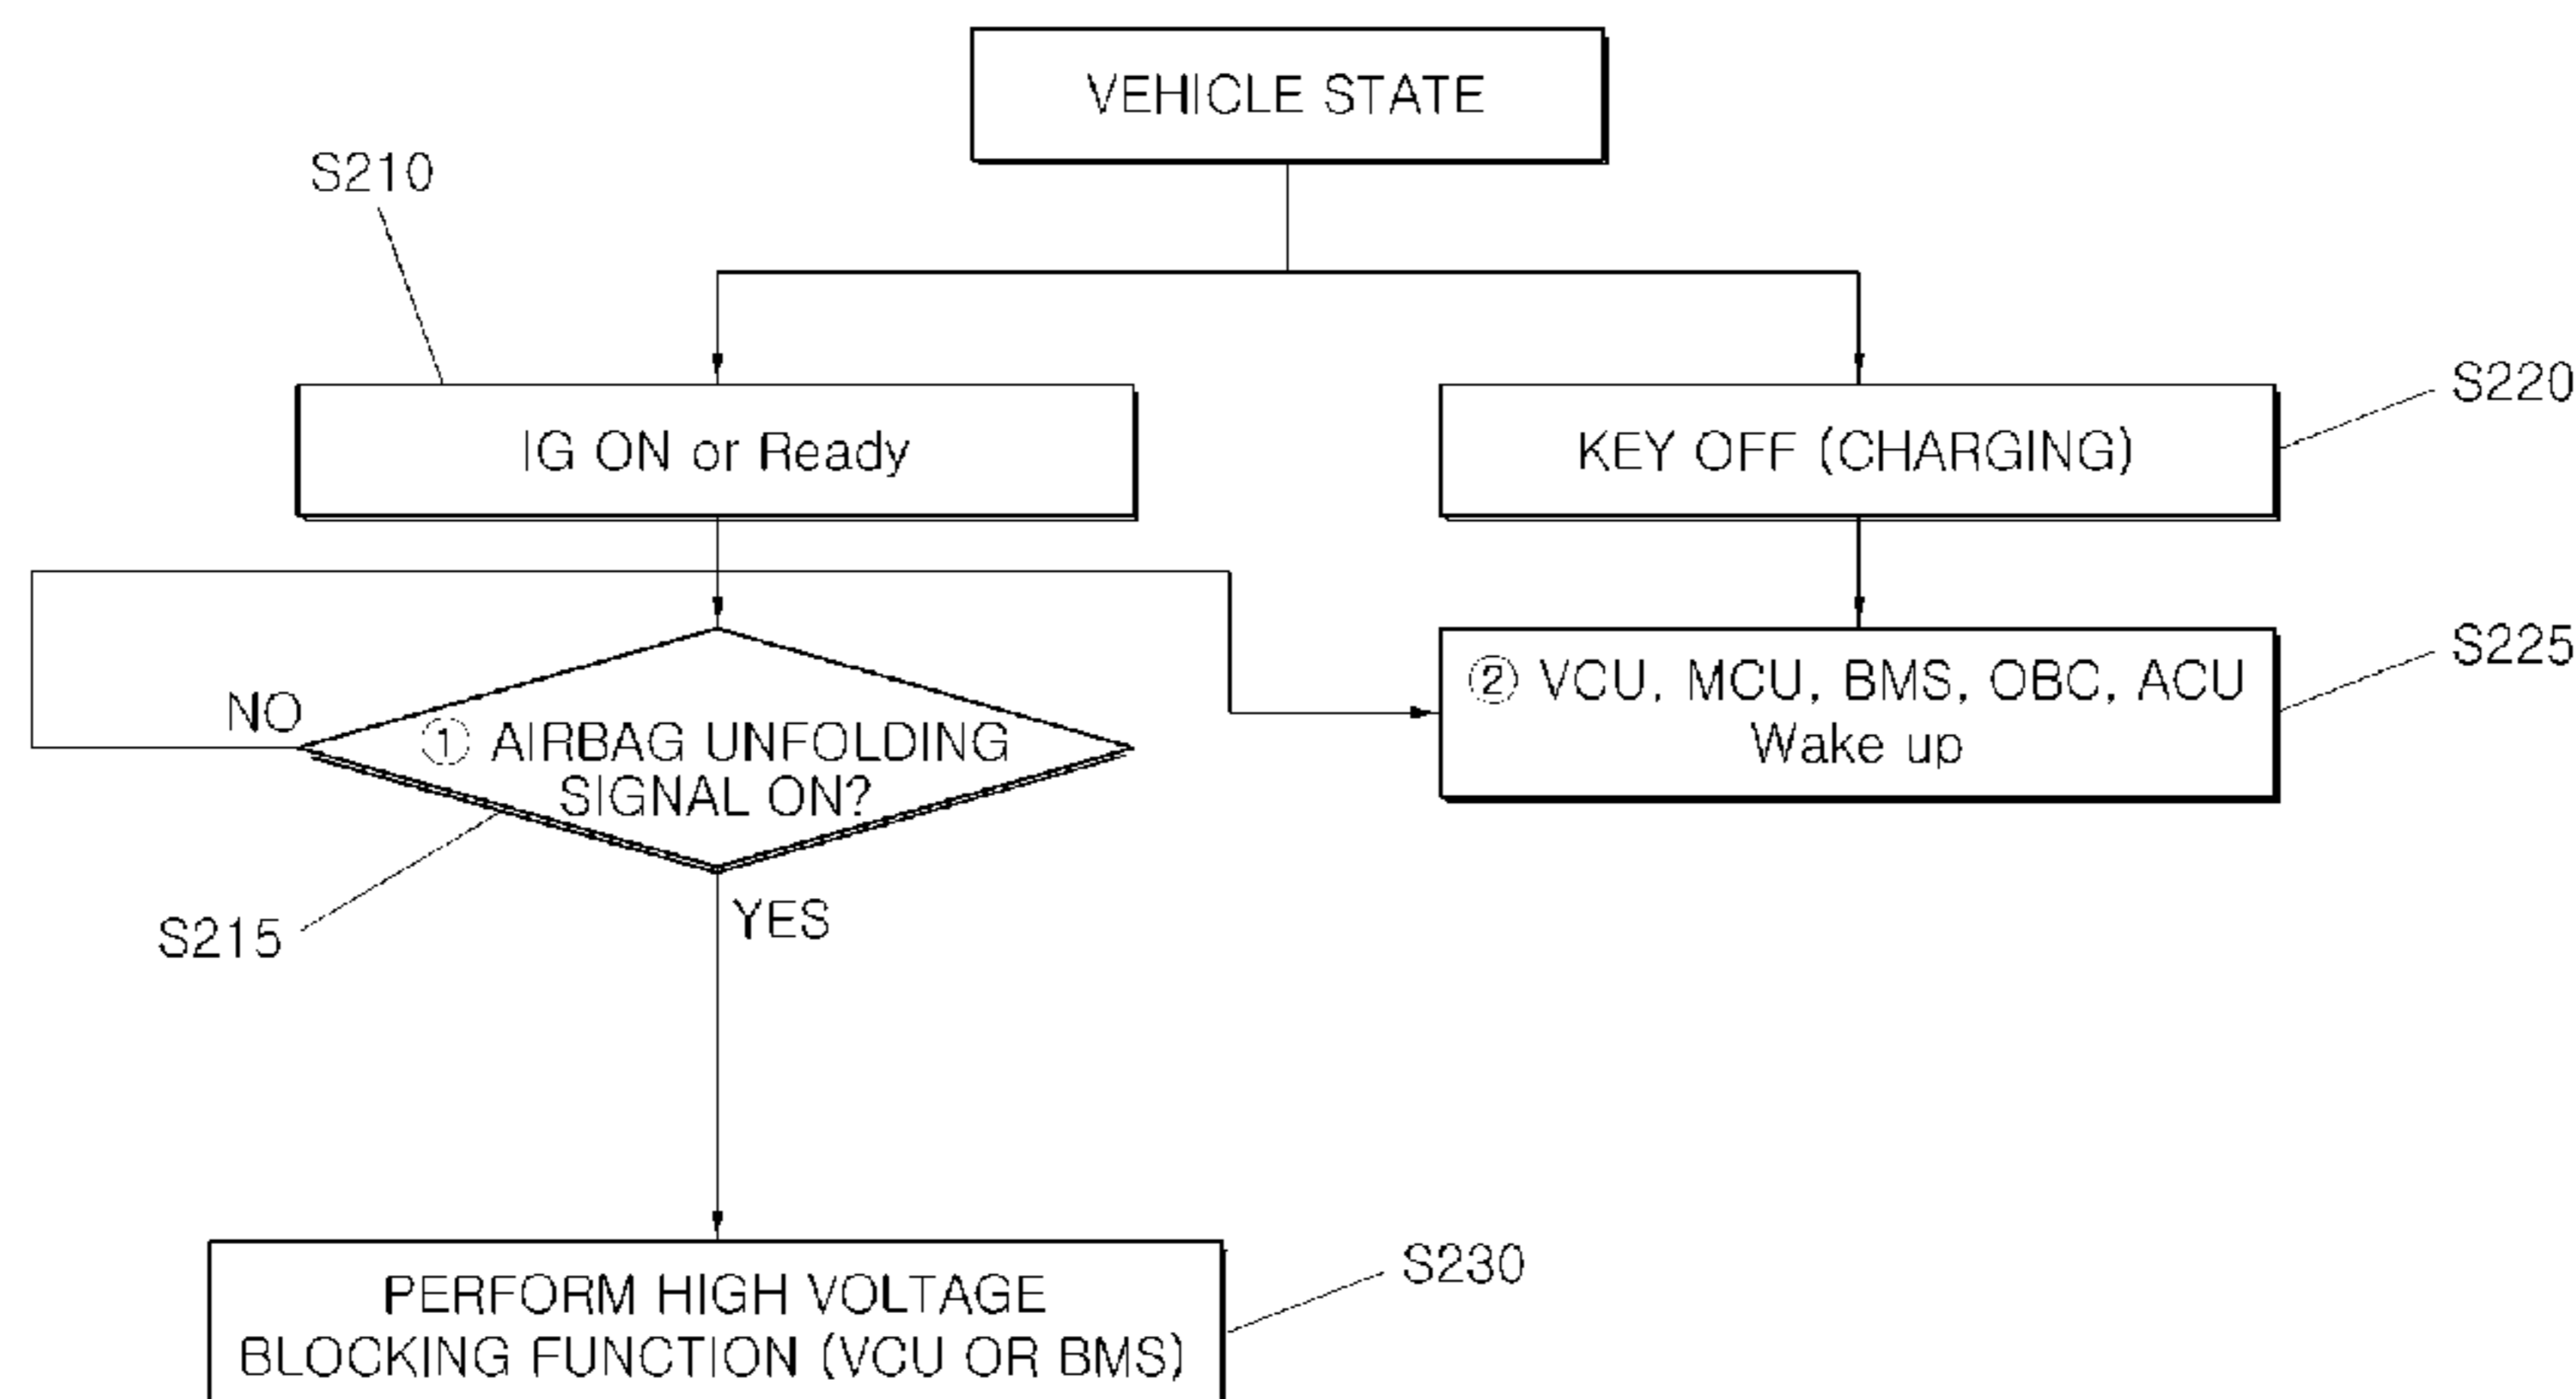 VEHICLE STATE
S210
IG ON or Ready
KEY OFF (CHARGING)
S220
NO
① AIRBAG UNFOLDING
SIGNAL ON?
② VCU, MCU, BMS, OBC, ACU
Wake up
S225
S215
YES
PERFORM HIGH VOLTAGE
BLOCKING FUNCTION (VCU OR BMS)
S230